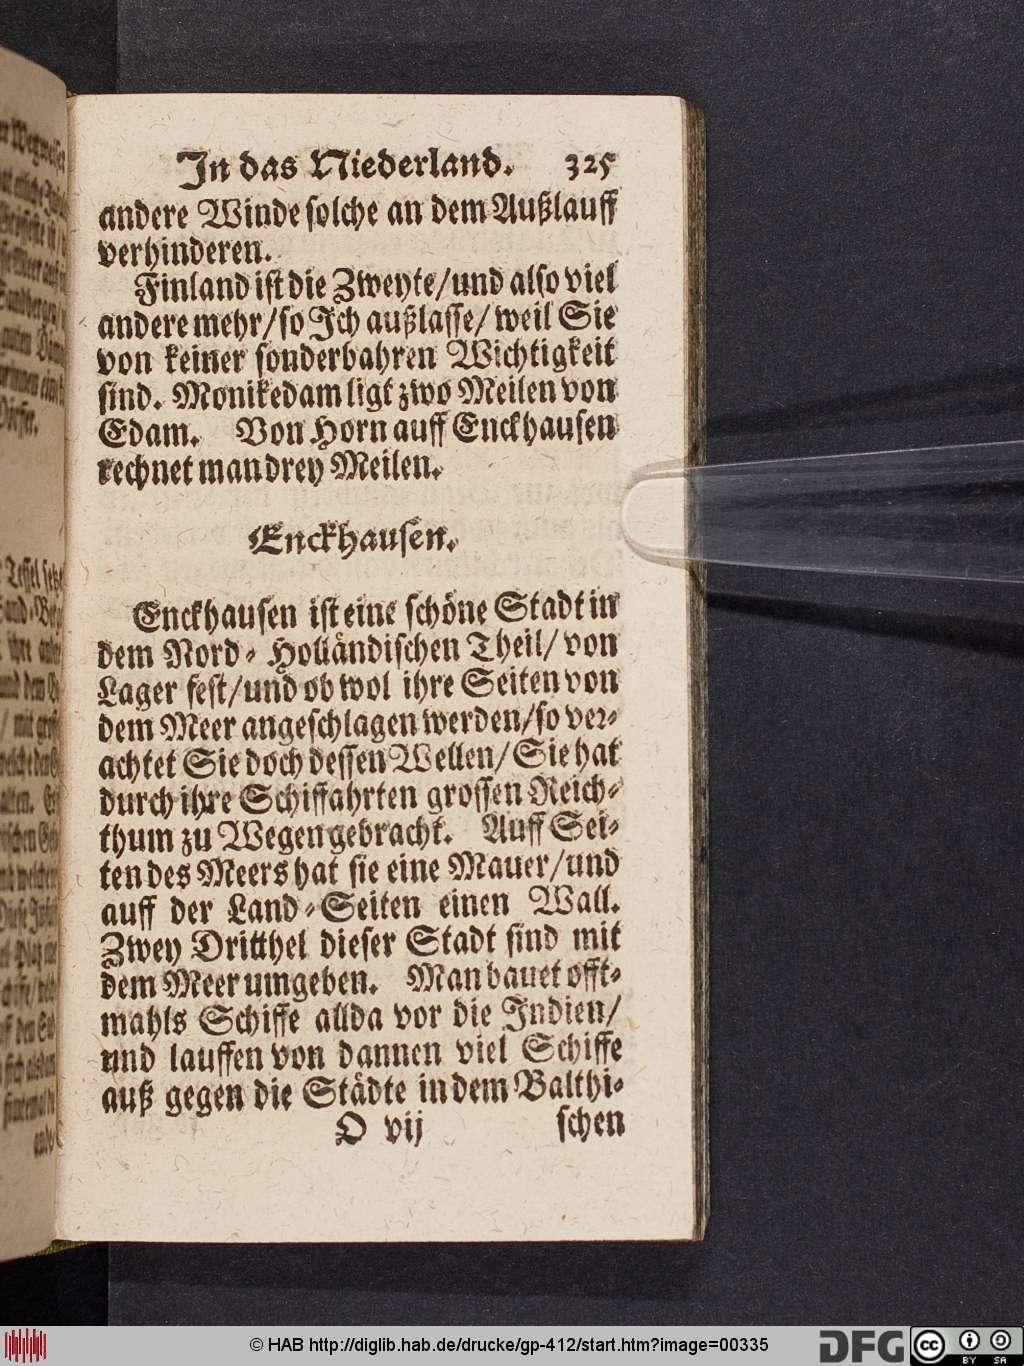 In das Niederland. 325
andere Winde solche an dem Außlauff
verhinderen.
Finland ist die Zweyte/und also viel
andere mehr/so Ich außlasse/weil Sie
von keiner sonderbahren Wichtigkeit
sind. Monikedam ligt zwo Meilen von
Edam. Von Horn auff Enckhausen
rechnet man drey Meilen.
Enckhausen.
Enckhausen ist eine schöne Stadt in
dem Nord-Holländischen Theil/von
Lager fest/und ob wol ihre Seiten von
dem Meer angeschlagen werden/so ver-
achtet Sie doch dessen Wellen/Sie hat
durch ihre Schiffahrten grossen Reich-
thum zu Wegen gebracht. Auff Sei-
ten des Meers hat sie eine Mauer/und
auff der Land-Seiten einen Wall.
Zwey Dritthel dieser Stadt sind mit
dem Meer umgeben. Man bauet offt-
mahls Schiffe allda vor die Indien/
und lauffen von dannen viel Schiffe
auß gegen die Städte in dem Balthi-
O vij schen
© HAB http://diglib.hab.de/drucke/gp-412/start.htm?image=00335
DFG
cc
BY SA